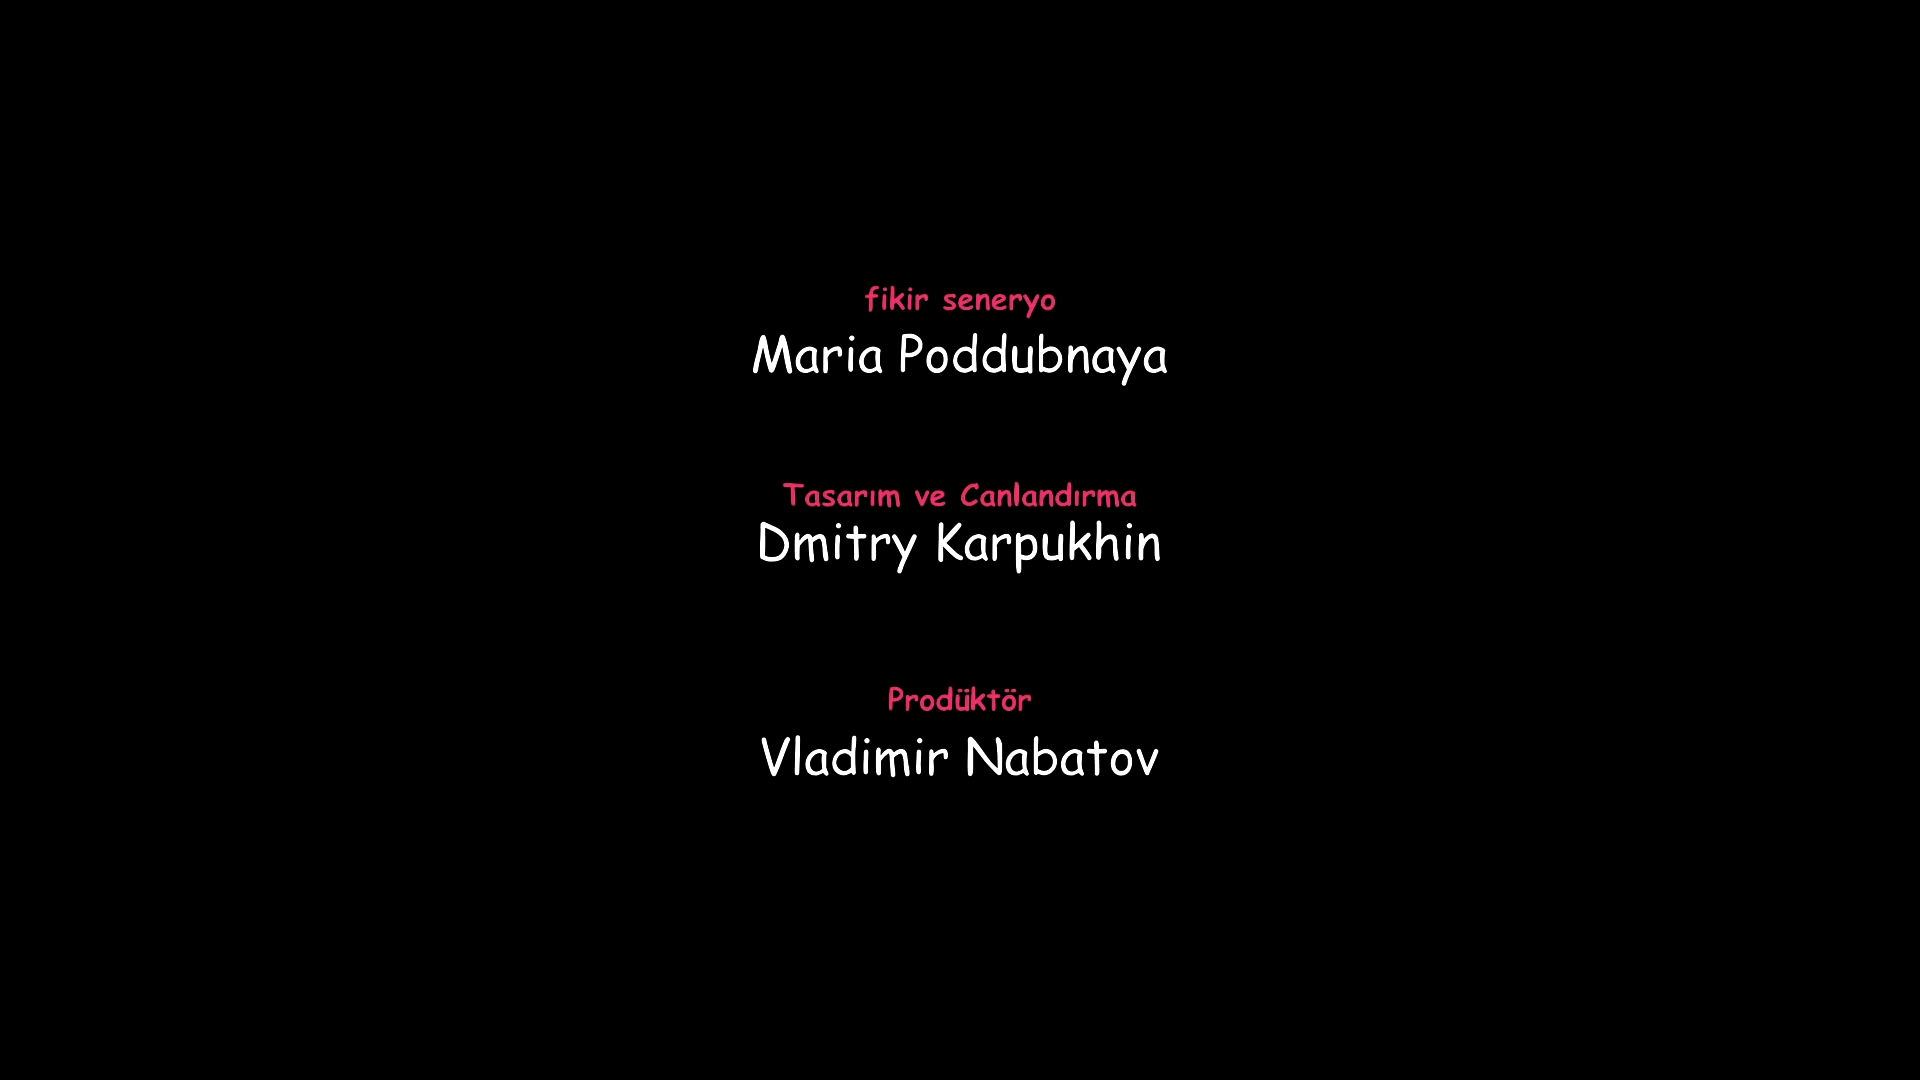 fikir seneryo
Maria Poddubnaya
Tasarım ve Canlandırma
Dmitry Karpukhin
Prodüktör
Vladimir Nabatov